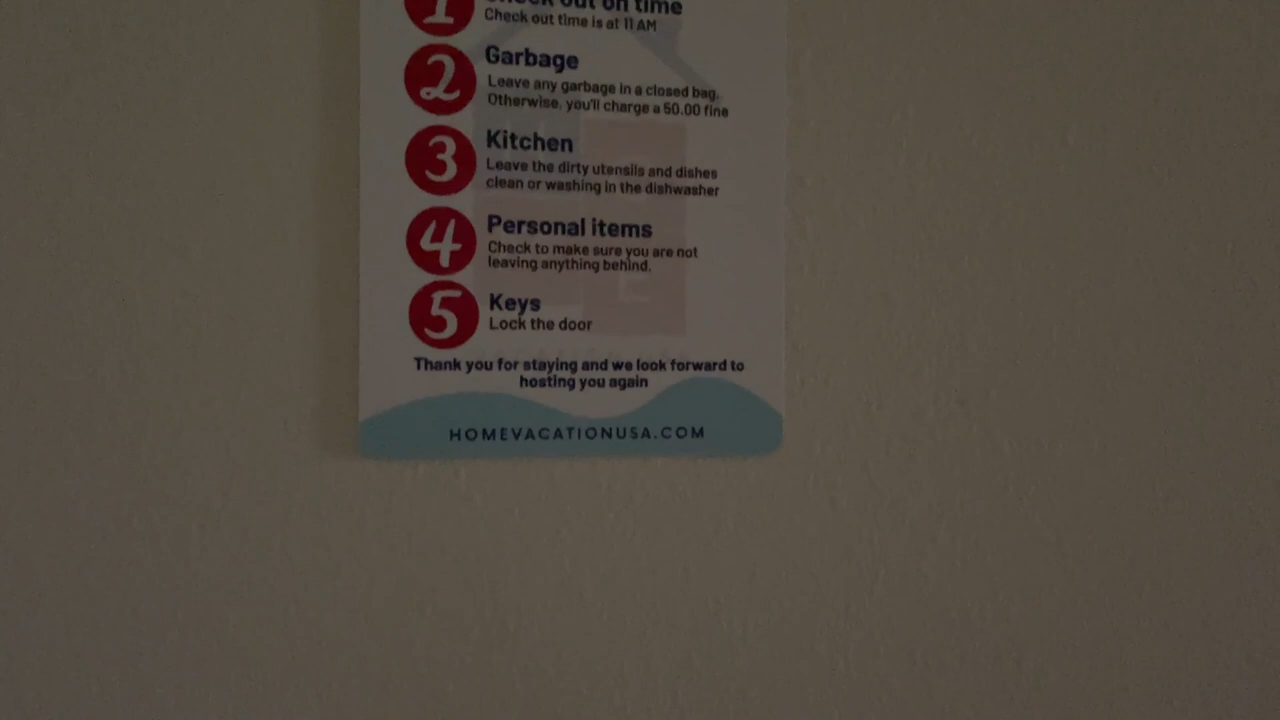 1
Check out on time
Check out time is at 11 AM
2
Garbage
Leave any garbage in a closed bag.
Otherwise, you'll charge a 50.00 fine
3
Kitchen
Leave the dirty utensils and dishes
clean or washing in the dishwasher
4
Personal items
Check to make sure you are not
leaving anything behind.
5
Keys
Lock the door
Thank you for staying and we look forward to
hosting you again
HOMEVACATIONUSA.COM